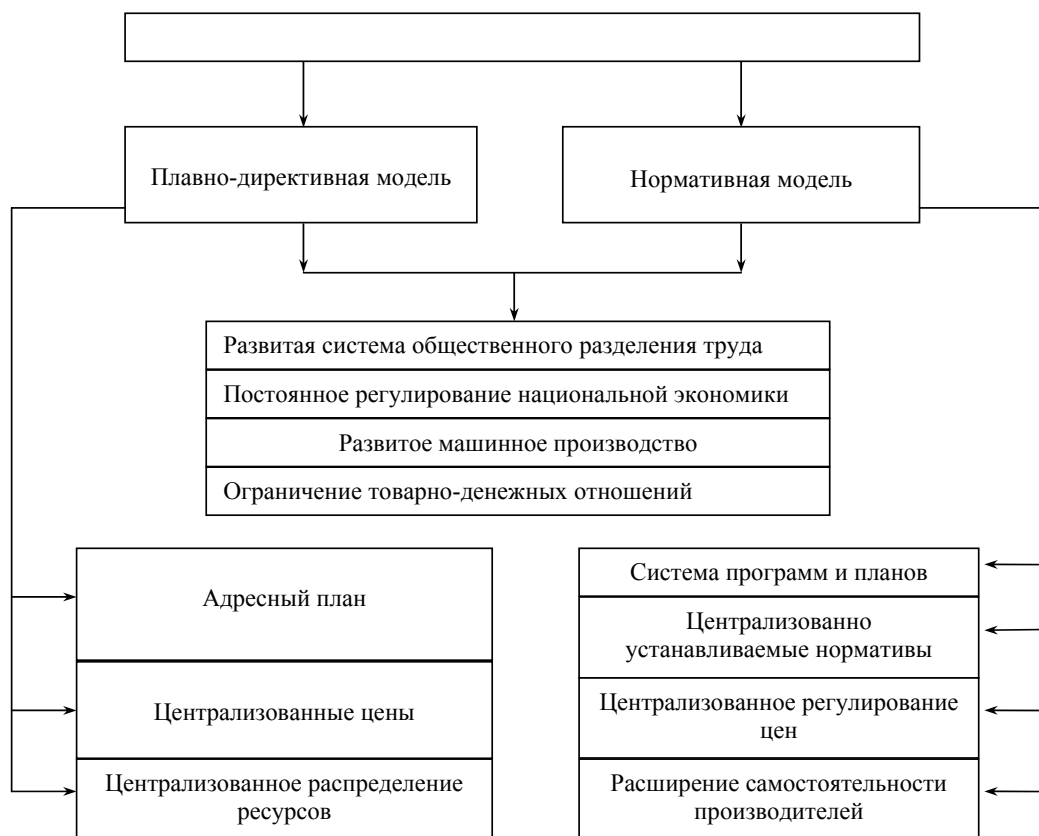 Плавно-директивная модель
Нормативная модель
Развитая система общественного разделения труда
Постоянное регулирование национальной экономики
Развитое машинное производство
Ограничение товарно-денежных отношений
Адресный план
Централизованные цены
Централизованное распределение
ресурсов
Система программ и планов
Централизованно
устанавливаемые нормативы
Централизованное регулирование
цен
Расширение самостоятельности
производителей